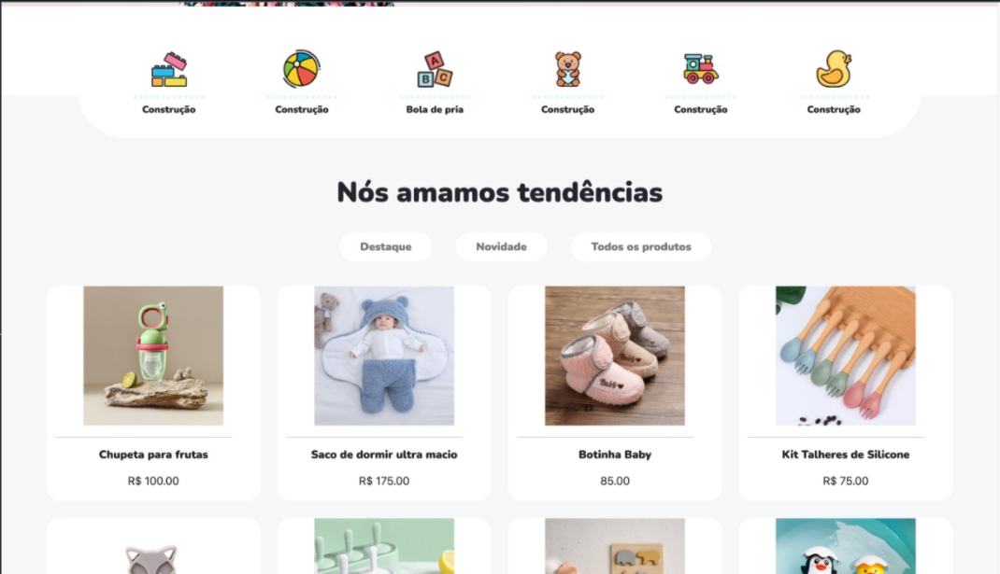 A
B
C
Construção
Construção
Bola de pria
Construção
Construção
Construção
Nós amamos tendências
Destaque
Novidade
Todos os produtos
Baby
Baby
Chupeta para frutas
Saco de dormir ultra macio
Botinha Baby
Kit Talheres de Silicone
R$ 100.00
R$ 175.00
85.00
R$ 75.00